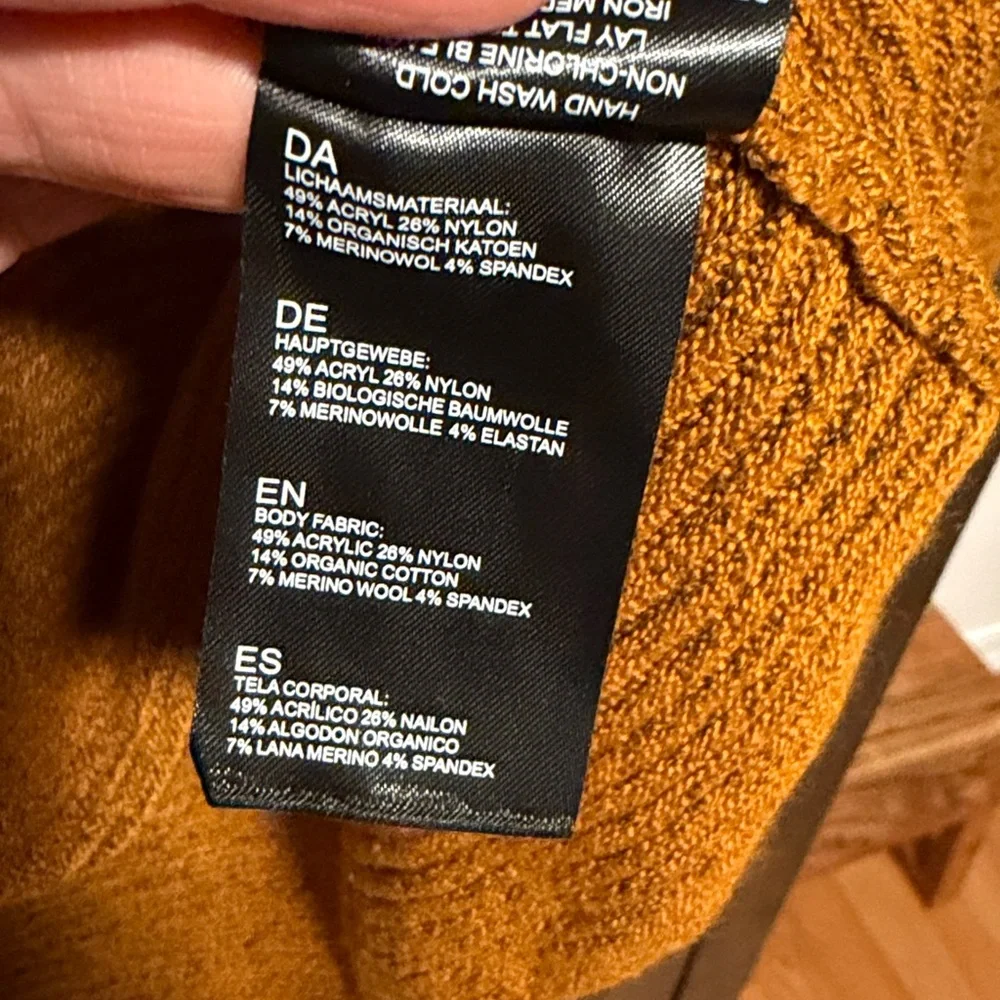 HAND WASH COLD
NON-CHLORINE
LAY FLAT
IRON
DA
LICHAAMSMATERIAAL:
49% ACRYL 26% NYLON
14% ORGANISCH KATOEN
7% MERINOWOL 4% SPANDEX
DE
HAUPTGEWEBE:
49% ACRYL 26% NYLON
14% BIOLOGISCHE BAUMWOLLE
7% MERINOWOLLE 4% ELASTAN
EN
BODY FABRIC:
49% ACRYLIC 26% NYLON
14% ORGANIC COTTON
7% MERINO WOOL 4% SPANDEX
ES
TELA CORPORAL:
49% ACRÍLICO 26% NAILON
14% ALGODON ORGANICO
7% LANA MERINO 4% SPANDEX